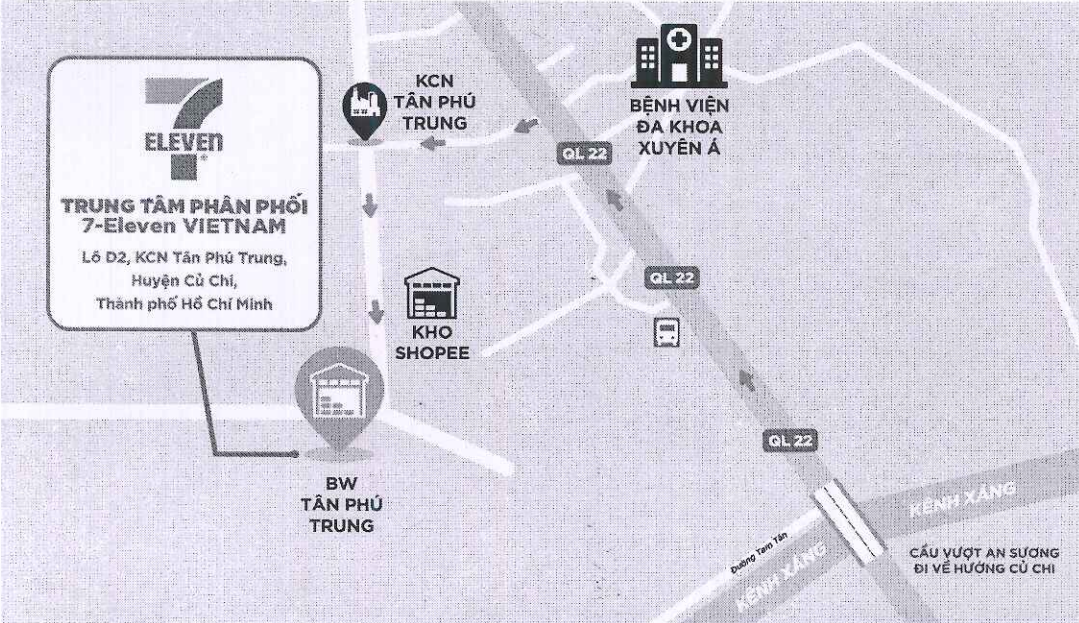 7
ELEVEN
®
TRUNG TÂM PHÂN PHỐI
7-Eleven VIETNAM
Lô D2, KCN Tân Phú Trung,
Huyện Củ Chi,
Thành phố Hồ Chí Minh
KCN
TÂN PHÚ
TRUNG
BỆNH VIỆN
ĐA KHOA
XUYÊN Á
QL 22
QL 22
KHO
SHOPEE
QL 22
BW
TÂN PHÚ
TRUNG
KÊNH XÁNG
Đường Tam Tân
KÊNH XÁNG
CẦU VƯỢT AN SƯƠNG
ĐI VỀ HƯỚNG CỦ CHI